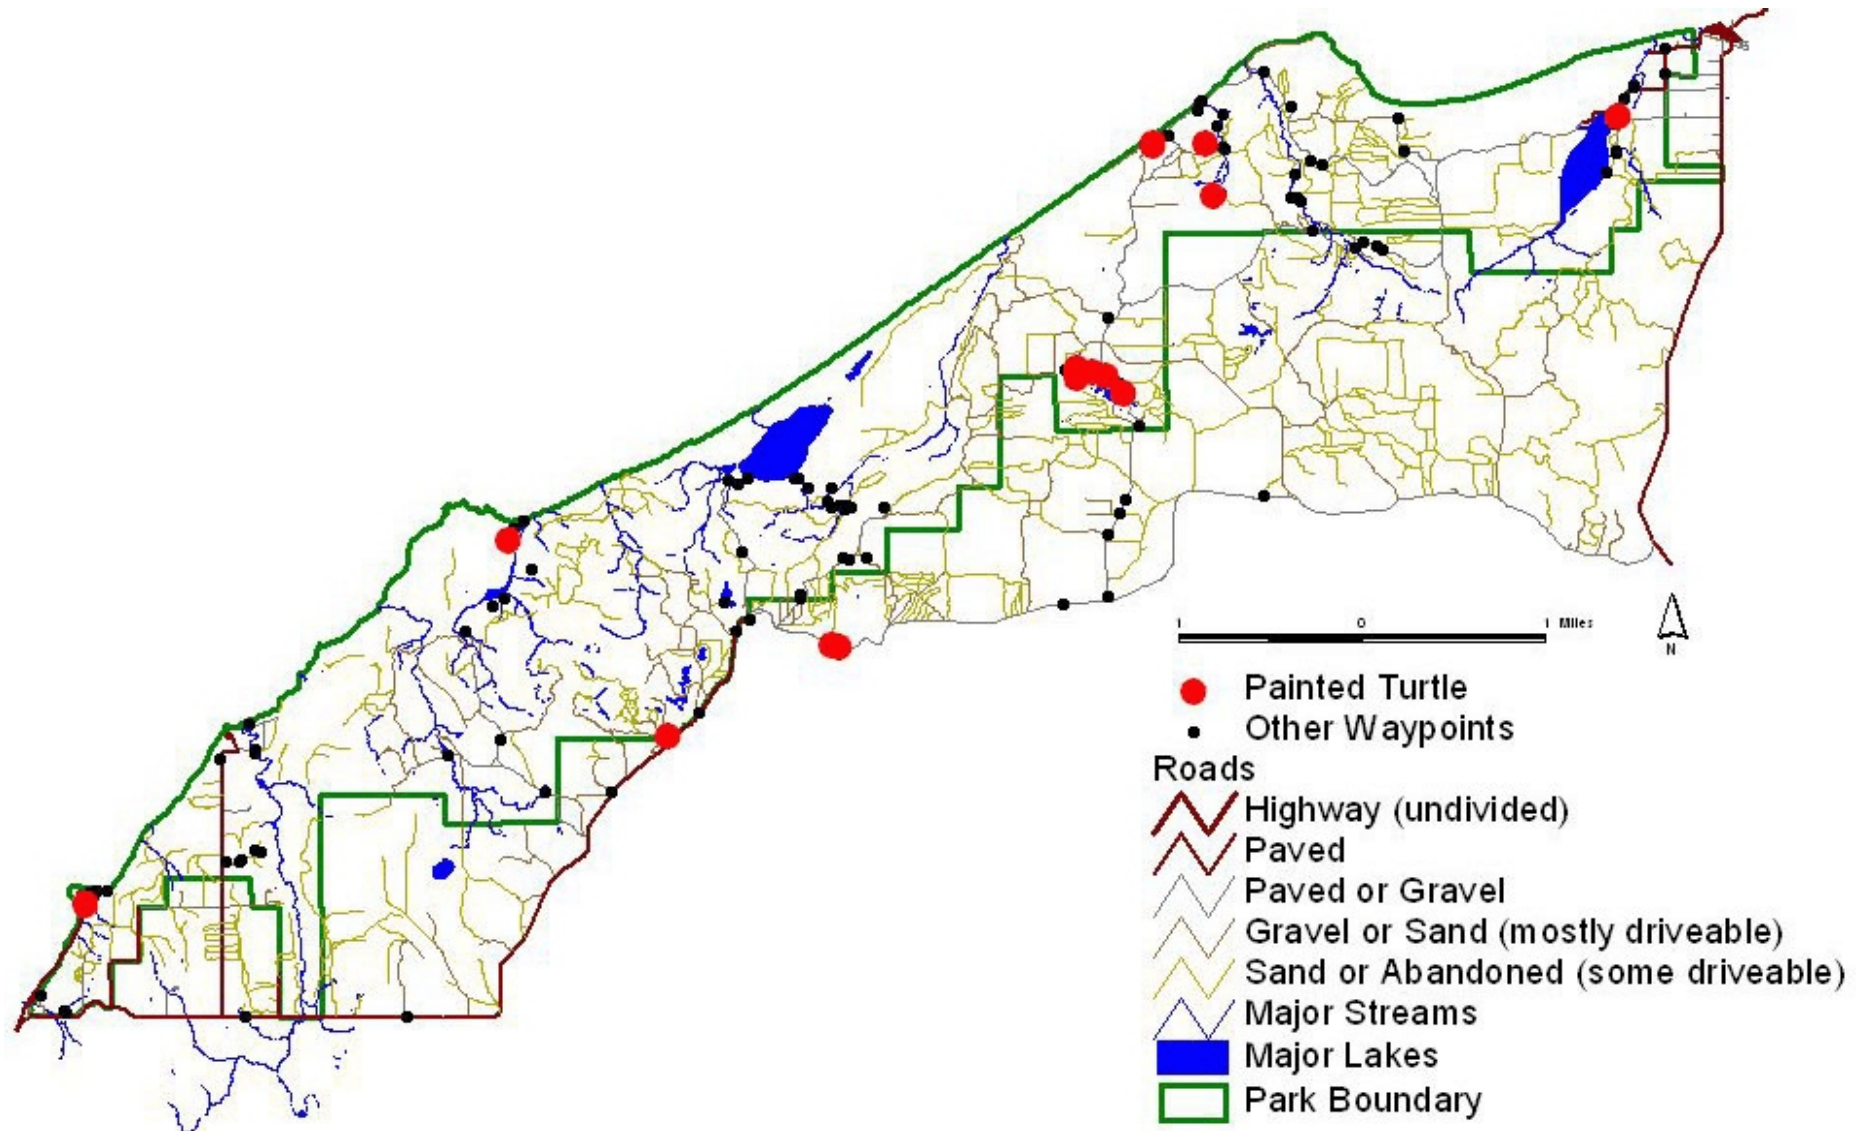 1 0 1 Miles
N
Painted Turtle
Other Waypoints
Roads
Highway (undivided)
Paved
Paved or Gravel
Gravel or Sand (mostly driveable)
Sand or Abandoned (some driveable)
Major Streams
Major Lakes
Park Boundary